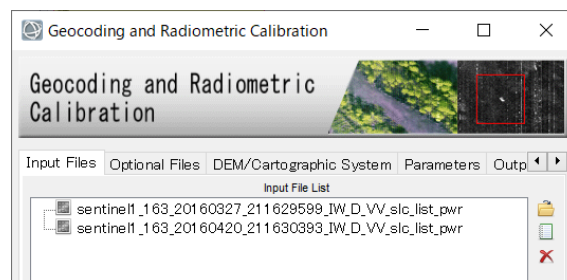 Geocoding and Radiometric Calibration
Geocoding and Radiometric
Calibration
Input Files Optional Files DEM/Cartographic System Parameters Outp
Input File List
sentinel1_163_20160327_211629599_IW_D_VV_slc_list_pwr
sentinel1_163_20160420_211630393_IW_D_VV_slc_list_pwr